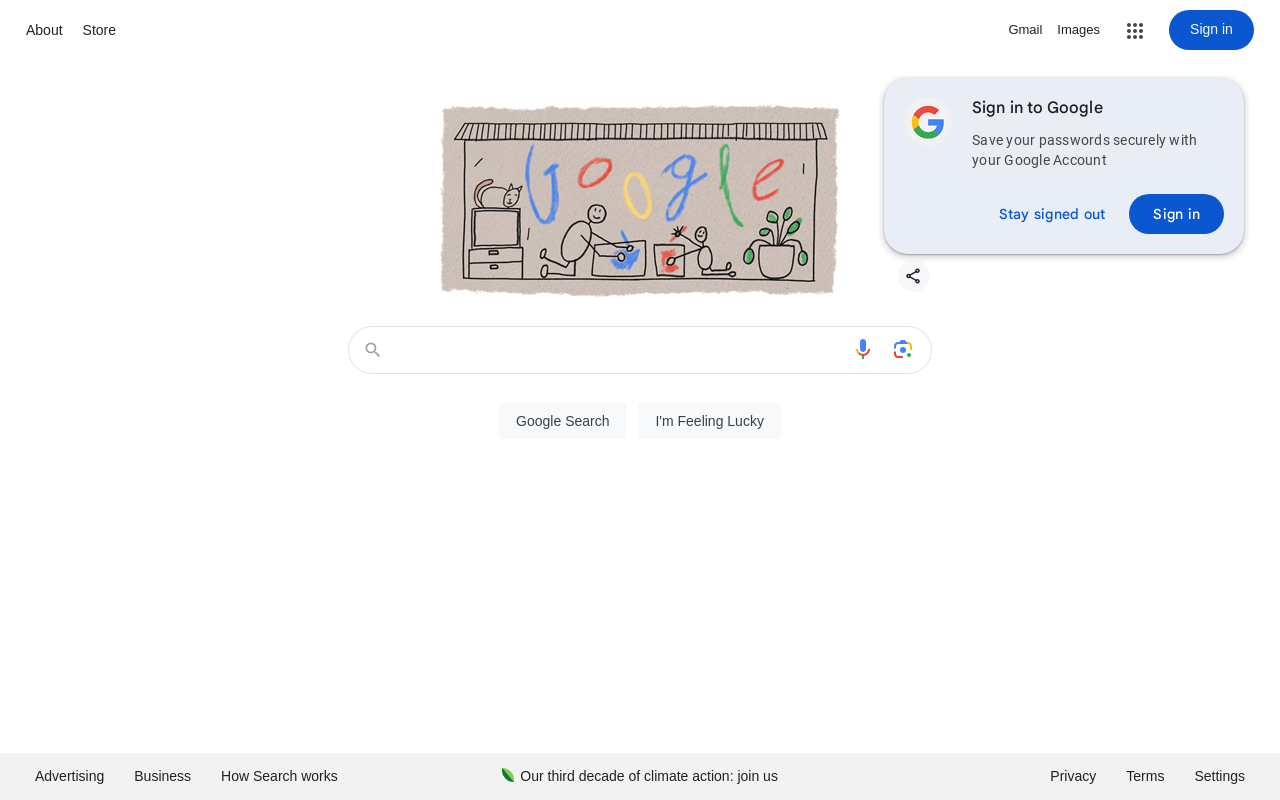 About
Store
Gmail
Images
Sign in
Google
Sign in to Google
Save your passwords securely with
your Google Account
Stay signed out
Sign in
Google Search
I'm Feeling Lucky
Advertising
Business
How Search works
Our third decade of climate action: join us
Privacy
Terms
Settings